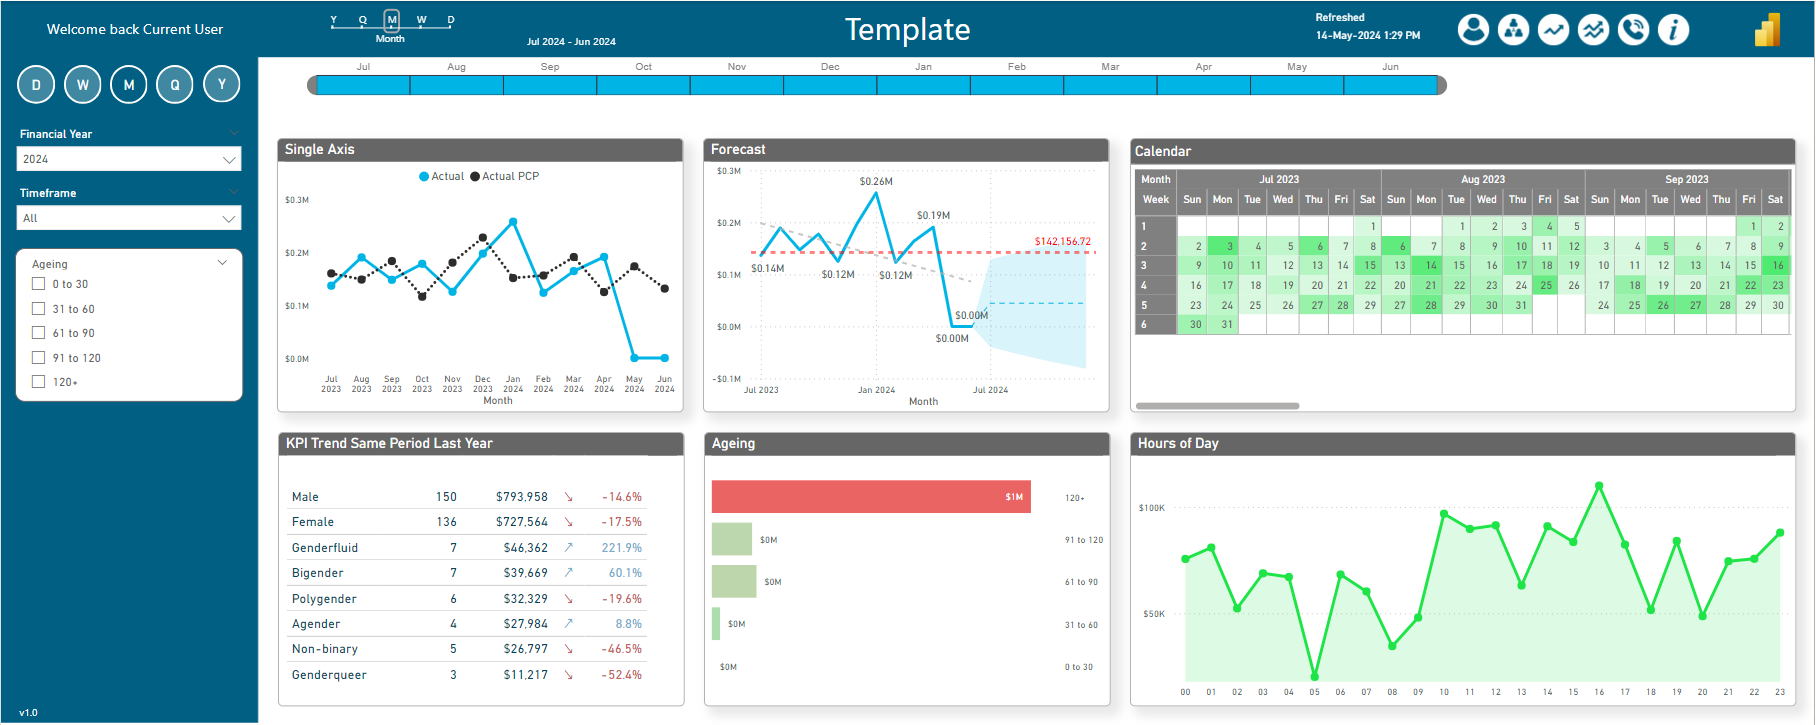 Welcome back Current User
Y Q M W D
Month
Jul 2024 - Jun 2024
Template
Refreshed
14-May-2024 1:29 PM
D W M Q Y
Jul Aug Sep Oct Nov Dec Jan Feb Mar Apr May Jun
Financial Year
2024
Timeframe
All
Ageing
0 to 30
31 to 60
61 to 90
91 to 120
120+
v1.0
Single Axis
Actual Actual PCP
$0.3M
$0.2M
$0.1M
$0.0M
Jul 2023 Aug 2023 Sep 2023 Oct 2023 Nov 2023 Dec 2023 Jan 2024 Feb 2024 Mar 2024 Apr 2024 May 2024 Jun 2024
Month
Forecast
$0.3M
$0.26M
$0.2M
$0.19M
$142,156.72
$0.14M
$0.12M
$0.12M
$0.1M
$0.00M
$0.0M
$0.00M
-$0.1M
Jul 2023 Jan 2024 Jul 2024
Month
Calendar
Month Jul 2023 Aug 2023 Sep 2023
Week Sun Mon Tue Wed Thu Fri Sat Sun Mon Tue Wed Thu Fri Sat Sun Mon Tue Wed Thu Fri Sat
1 1 1 2 3 4 5 1 2
2 2 3 4 5 6 7 8 6 7 8 9 10 11 12 3 4 5 6 7 8 9
3 9 10 11 12 13 14 15 13 14 15 16 17 18 19 10 11 12 13 14 15 16
4 16 17 18 19 20 21 22 20 21 22 23 24 25 26 17 18 19 20 21 22 23
5 23 24 25 26 27 28 29 27 28 29 30 31 24 25 26 27 28 29 30
6 30 31
KPI Trend Same Period Last Year
Male 150 $793,958 ↘ -14.6%
Female 136 $727,564 ↘ -17.5%
Genderfluid 7 $46,362 ↗ 221.9%
Bigender 7 $39,669 ↗ 60.1%
Polygender 6 $32,329 ↘ -19.6%
Agender 4 $27,984 ↗ 8.8%
Non-binary 5 $26,797 ↘ -46.5%
Genderqueer 3 $11,217 ↘ -52.4%
Ageing
$1M 120+
$0M 91 to 120
$0M 61 to 90
$0M 31 to 60
$0M 0 to 30
Hours of Day
$100K
$50K
00 01 02 03 04 05 06 07 08 09 10 11 12 13 14 15 16 17 18 19 20 21 22 23